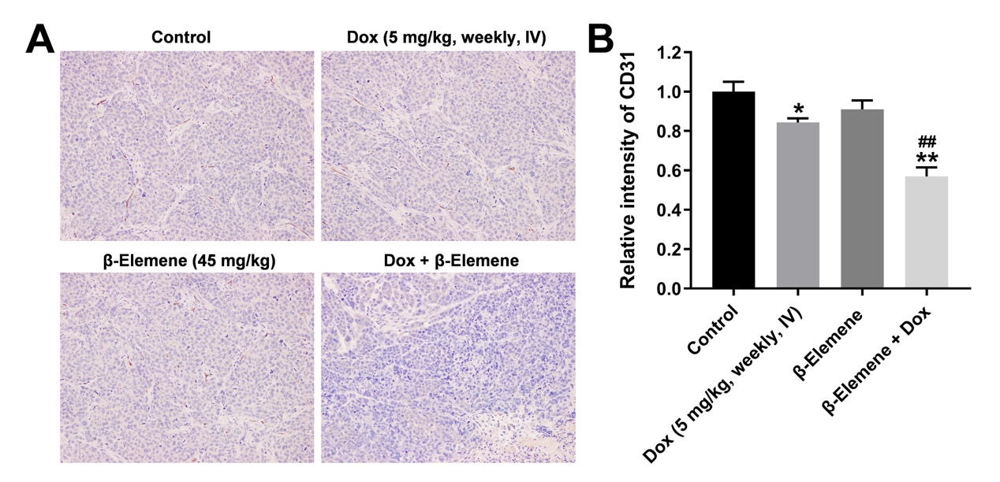 A
Control
Dox (5 mg/kg, weekly, IV)
β-Elemene (45 mg/kg)
Dox + β-Elemene
B
Relative intensity of CD31
1.2
1.0
0.8
0.6
0.4
0.2
0.0
*
##
**
Control
Dox (5 mg/kg, weekly, IV)
β-Elemene
β-Elemene + Dox